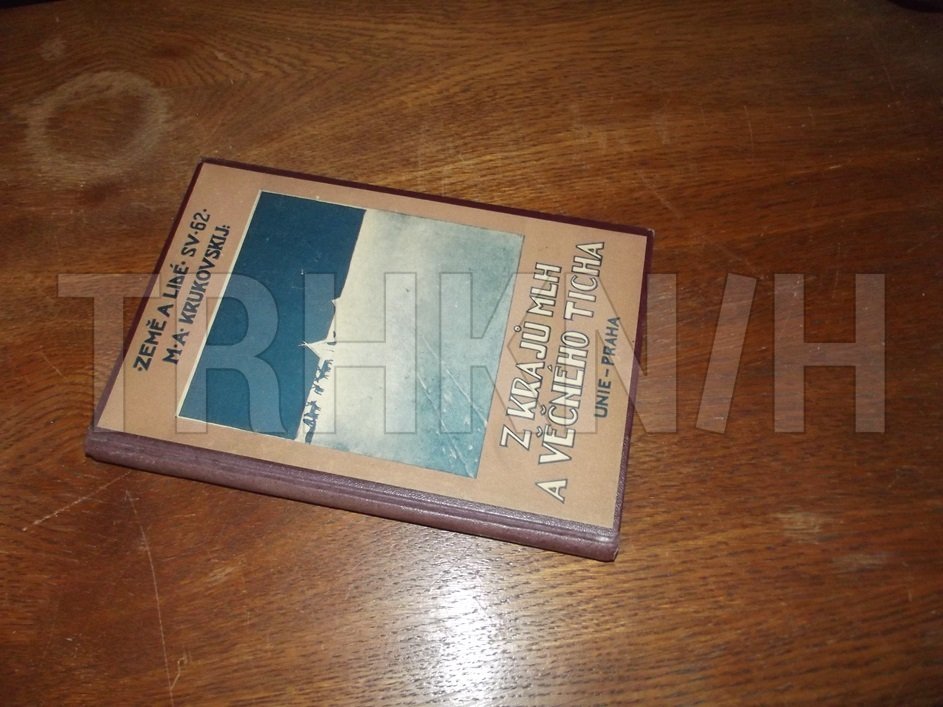 ·ZEMĚ A LIDÉ· SV·62·
M·A·KRUKOVSKIJ:
Z KRAJŮ MLH
A VĚČNÉHO TICHA
UNIE – PRAHA
TRHKNIH